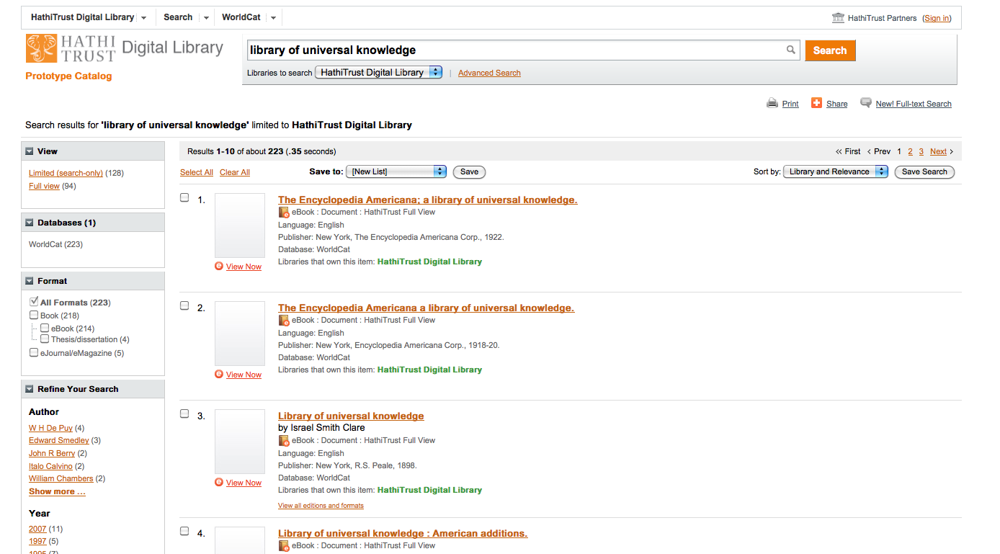 HathiTrust Digital Library Search WorldCat HathiTrust Partners (Sign in)
HATHI TRUST Digital Library
Prototype Catalog
library of universal knowledge Search
Libraries to search HathiTrust Digital Library | Advanced Search
Print Share New! Full-text Search
Search results for 'library of universal knowledge' limited to HathiTrust Digital Library
View
Limited (search-only) (128)
Full view (94)
Databases (1)
WorldCat (223)
Format
All Formats (223)
Book (218)
eBook (214)
Thesis/dissertation (4)
eJournal/eMagazine (5)
Refine Your Search
Author
W H De Puy (4)
Edward Smedley (3)
John R Berry (2)
Italo Calvino (2)
William Chambers (2)
Show more ...
Year
2007 (11)
1997 (5)
1995 (7)
Results 1-10 of about 223 (.35 seconds) « First ‹ Prev 1 2 3 Next ›
Select All Clear All Save to: [New List] Save Sort by: Library and Relevance Save Search
1. The Encyclopedia Americana; a library of universal knowledge.
eBook : Document : HathiTrust Full View
Language: English
Publisher: New York, The Encyclopedia Americana Corp., 1922.
Database: WorldCat
Libraries that own this item: HathiTrust Digital Library
View Now
2. The Encyclopedia Americana a library of universal knowledge.
eBook : Document : HathiTrust Full View
Language: English
Publisher: New York, Encyclopedia Americana Corp., 1918-20.
Database: WorldCat
Libraries that own this item: HathiTrust Digital Library
View Now
3. Library of universal knowledge
by Israel Smith Clare
eBook : Document : HathiTrust Full View
Language: English
Publisher: New York, R.S. Peale, 1898.
Database: WorldCat
Libraries that own this item: HathiTrust Digital Library
View Now
View all editions and formats
4. Library of universal knowledge : American additions.
eBook : Document : HathiTrust Full View